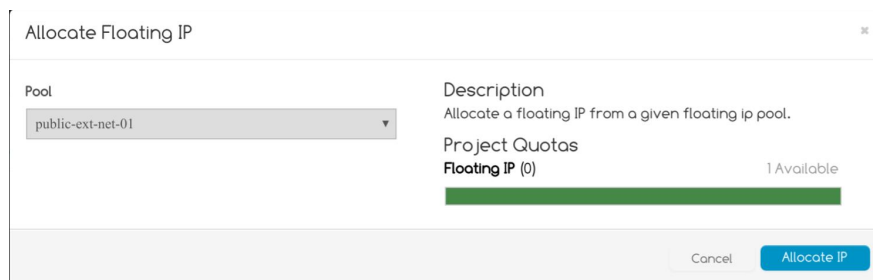 Allocate Floating IP
Pool
public-ext-net-01
Description
Allocate a floating IP from a given floating ip pool.
Project Quotas
Floating IP (0) 1 Available
Cancel Allocate IP